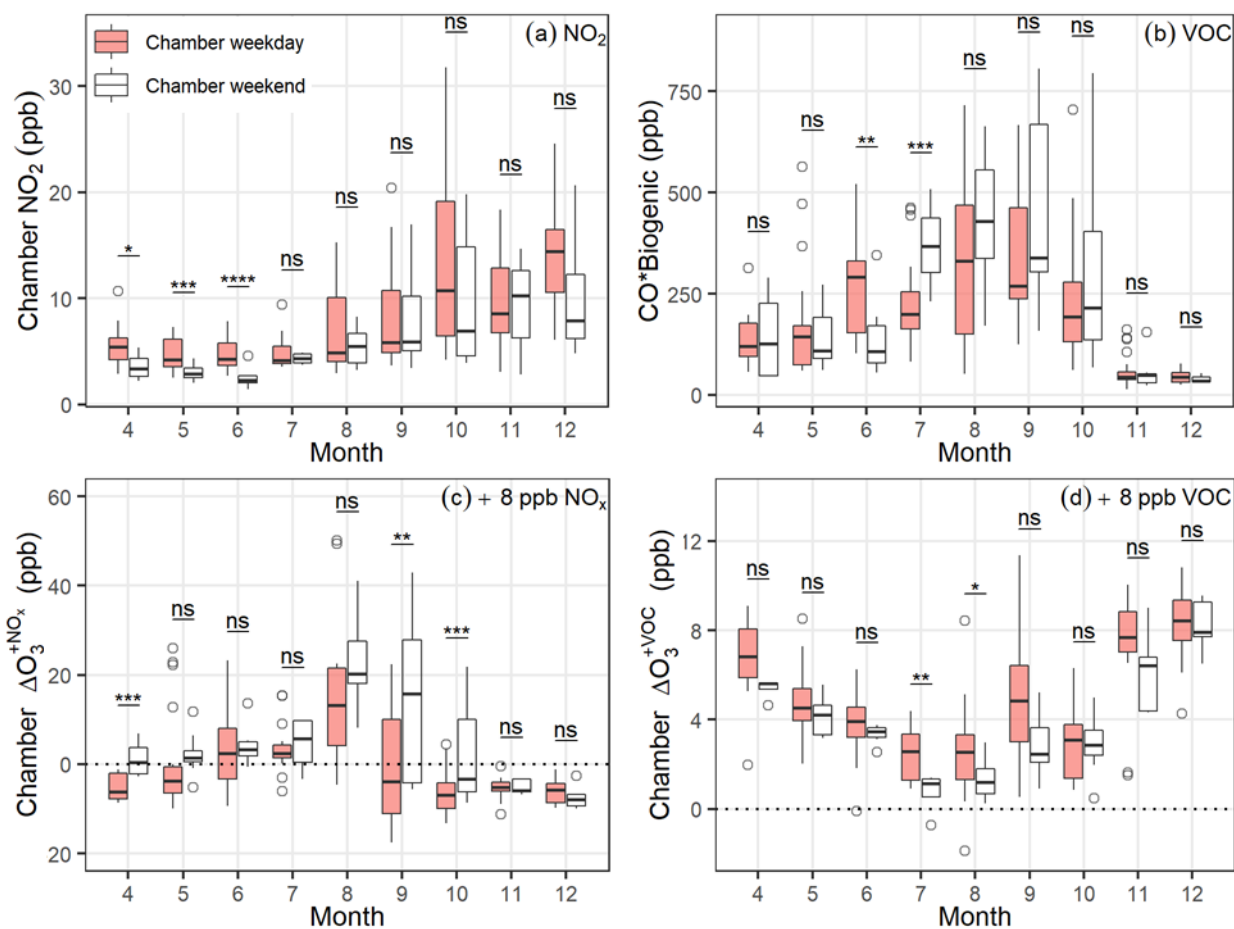 (a) NO₂
Chamber weekday
Chamber weekend
Chamber NO₂ (ppb)
30
20
10
0
* *** **** ns ns ns ns ns ns
4 5 6 7 8 9 10 11 12
Month
(b) VOC
CO*Biogenic (ppb)
750
500
250
0
ns ns ** *** ns ns ns ns ns
4 5 6 7 8 9 10 11 12
Month
(c) + 8 ppb NOₓ
Chamber ΔO₃⁺ᴺᴼˣ (ppb)
60
40
20
0
20
*** ns ns ns ns ** *** ns ns
4 5 6 7 8 9 10 11 12
Month
(d) + 8 ppb VOC
Chamber ΔO₃⁺VOC (ppb)
12
8
4
0
ns ns ns ** * ns ns ns ns
4 5 6 7 8 9 10 11 12
Month